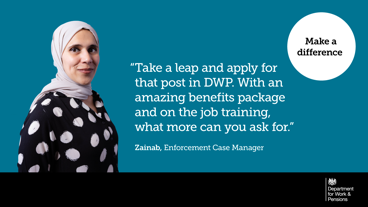 Make a
difference
“Take a leap and apply for
that post in DWP. With an
amazing benefits package
and on the job training,
what more can you ask for.”
Zainab, Enforcement Case Manager
Department
for Work &
Pensions